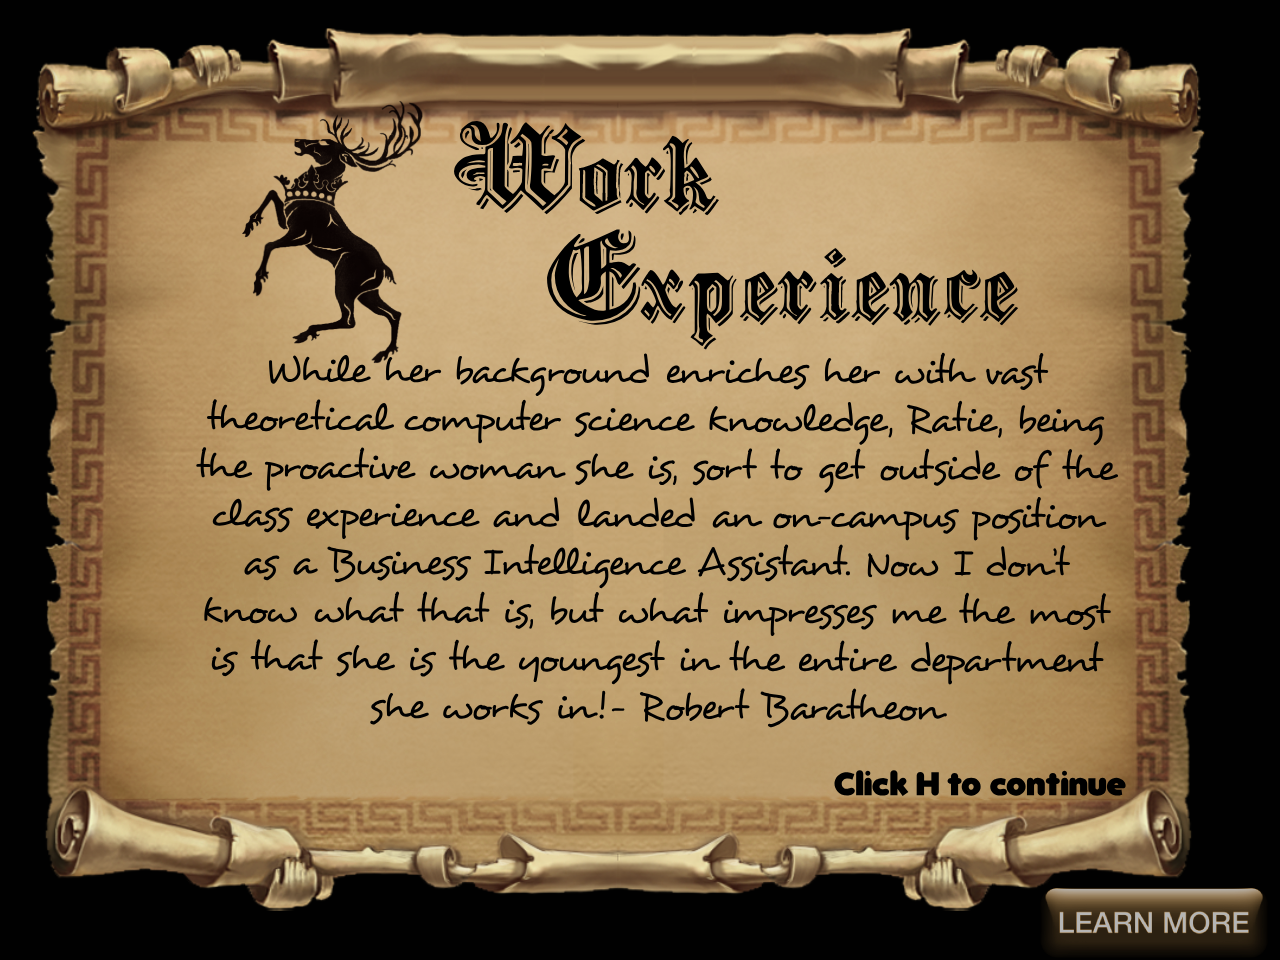 Work
Experience
While her background enriches her with vast
theoretical computer science knowledge, Ratie, being
the proactive woman she is, sort to get outside of the
class experience and landed an on-campus position
as a Business Intelligence Assistant. Now I don't
know what that is, but what impresses me the most
is that she is the youngest in the entire department
she works in!- Robert Baratheon
Click H to continue
LEARN MORE